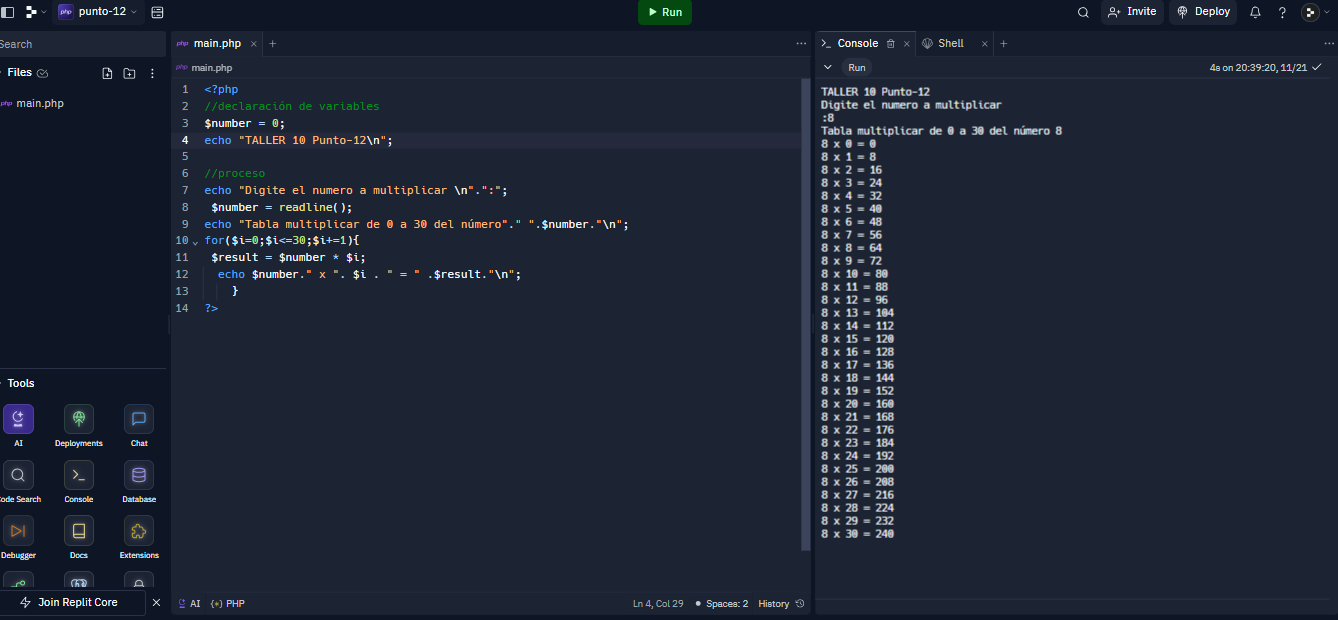 php punto-12
Run
Invite
Deploy
Search
Files
php main.php
Tools
AI
Deployments
Chat
ode Search
Console
Database
Debugger
Docs
Extensions
Join Replit Core
php main.php
php main.php
1 <?php
2 //declaración de variables
3 $number = 0;
4 echo "TALLER 10 Punto-12\n";
5
6 //proceso
7 echo "Digite el numero a multiplicar \n".":";
8 $number = readline();
9 echo "Tabla multiplicar de 0 a 30 del número"." ".$number."\n";
10 for($i=0;$i<=30;$i+=1){
11 $result = $number * $i;
12 echo $number." x ". $i . " = " .$result."\n";
13 }
14 ?>
AI
PHP
Ln 4, Col 29
Spaces: 2
History
Console
Shell
Run
4s on 20:39:20, 11/21
TALLER 10 Punto-12
Digite el numero a multiplicar
:8
Tabla multiplicar de 0 a 30 del número 8
8 x 0 = 0
8 x 1 = 8
8 x 2 = 16
8 x 3 = 24
8 x 4 = 32
8 x 5 = 40
8 x 6 = 48
8 x 7 = 56
8 x 8 = 64
8 x 9 = 72
8 x 10 = 80
8 x 11 = 88
8 x 12 = 96
8 x 13 = 104
8 x 14 = 112
8 x 15 = 120
8 x 16 = 128
8 x 17 = 136
8 x 18 = 144
8 x 19 = 152
8 x 20 = 160
8 x 21 = 168
8 x 22 = 176
8 x 23 = 184
8 x 24 = 192
8 x 25 = 200
8 x 26 = 208
8 x 27 = 216
8 x 28 = 224
8 x 29 = 232
8 x 30 = 240